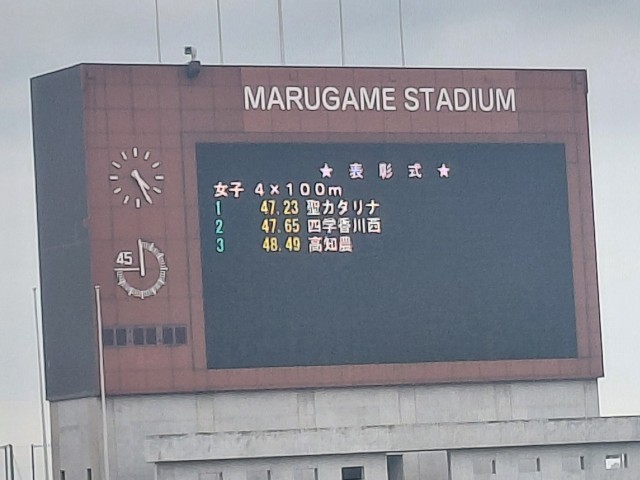 MARUGAME STADIUM
★ 表 彰 式 ★
女子 4×100m
1 47.23 聖カタリナ
2 47.65 四学香川西
3 48.49 高知農
45